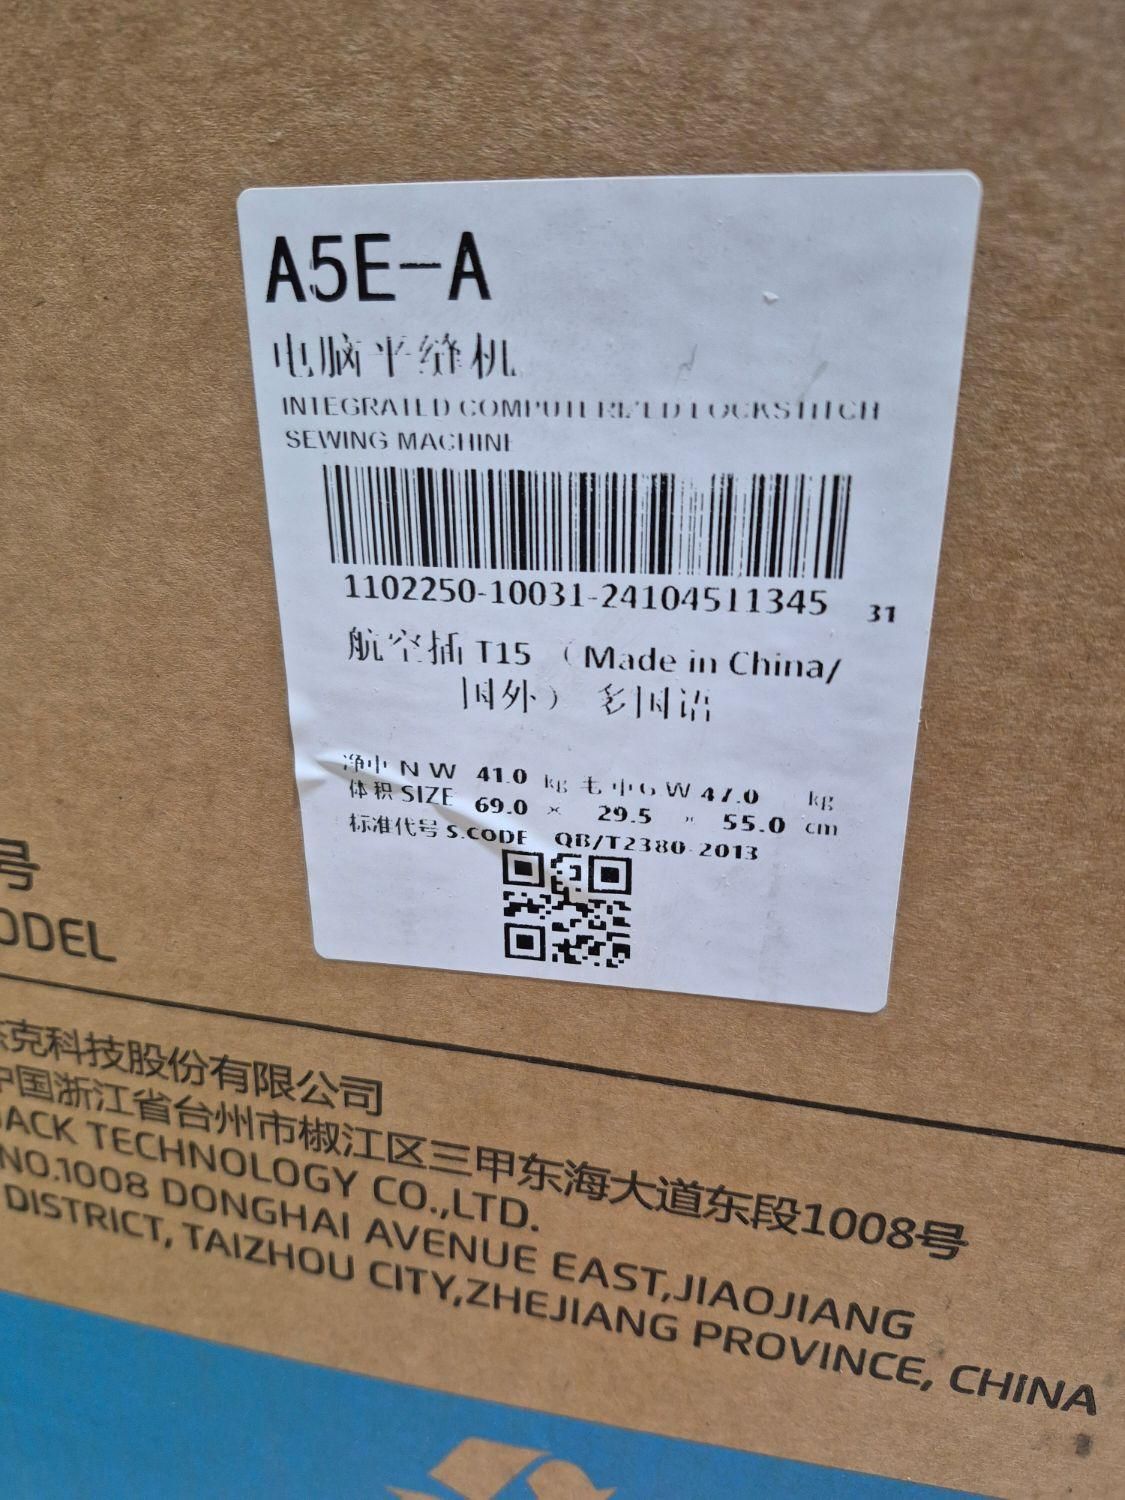 A5E-A
电脑平缝机
INTEGRATED COMPUTERIZED LOCKSTITCH
SEWING MACHINE
1102250-10031-24104511345 31
航空插 T15 （Made in China/
国外） 多国语
净重 N W 41.0 kg 毛重 G W 47.0 kg
体积 SIZE 69.0 × 29.5 × 55.0 cm
标准代号 S.CODE QB/T2380-2013
号
ODEL
克科技股份有限公司
中国浙江省台州市椒江区三甲东海大道东段1008号
JACK TECHNOLOGY CO.,LTD.
NO.1008 DONGHAI AVENUE EAST,JIAOJIANG
DISTRICT, TAIZHOU CITY,ZHEJIANG PROVINCE, CHINA